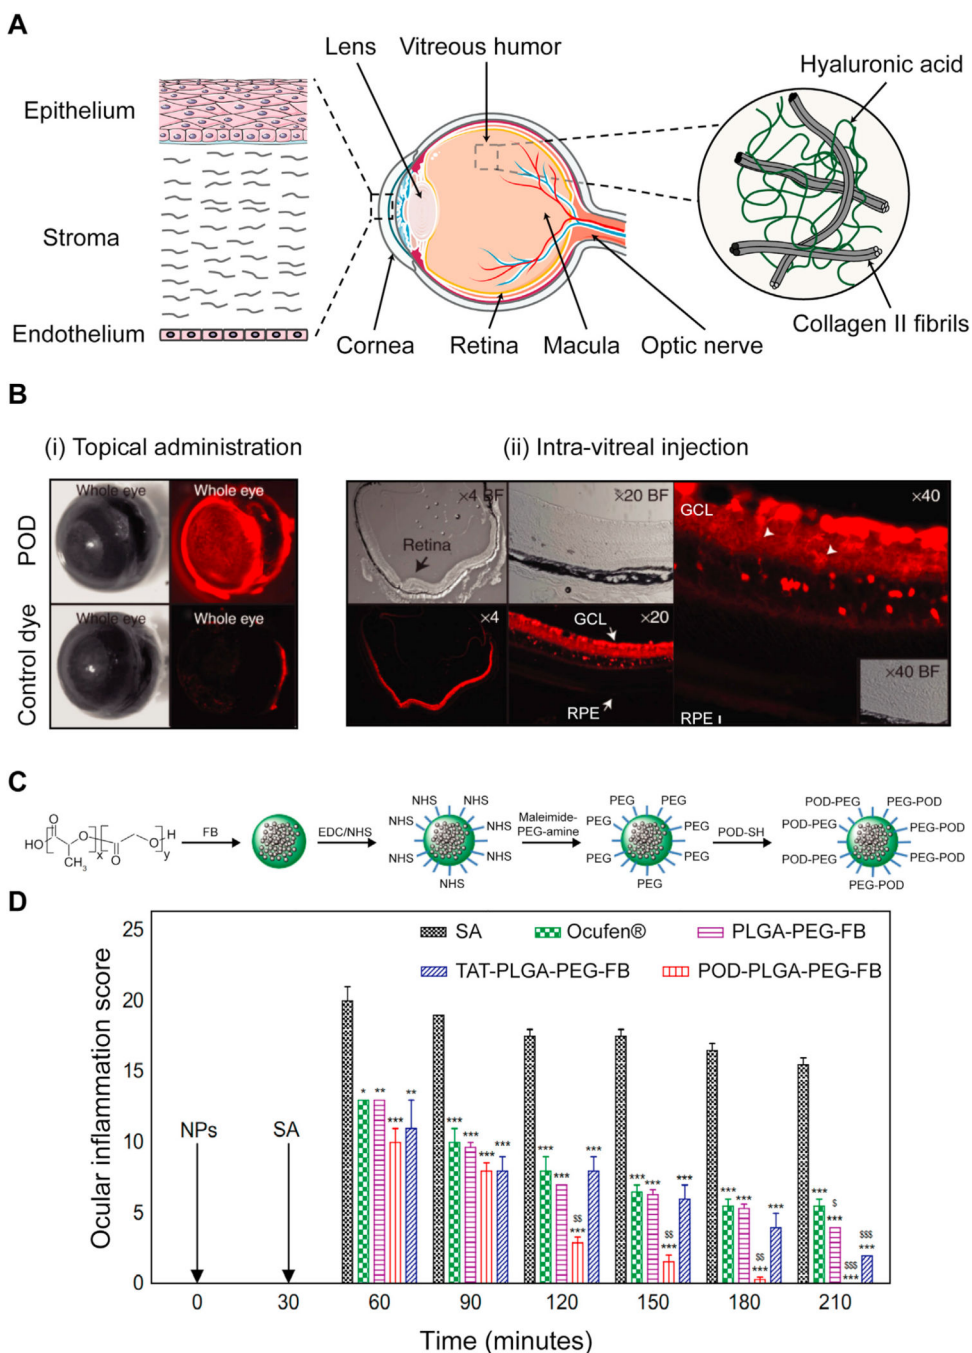 A
Lens
Vitreous humor
Hyaluronic acid
Epithelium
Stroma
Endothelium
Cornea
Retina
Macula
Optic nerve
Collagen II fibrils
B
(i) Topical administration
(ii) Intra-vitreal injection
POD
Whole eye
Whole eye
×4 BF
Retina
×20 BF
GCL
×40
Control dye
Whole eye
Whole eye
×4
GCL
×20
RPE
×40 BF
RPE
C
HO
O
O
CH3
x
O
O
H
y
FB
EDC/NHS
NHS
NHS
NHS
NHS
NHS
NHS
NHS
NHS
Maleimide-
PEG-amine
PEG
PEG
PEG
PEG
PEG
PEG
PEG
POD-SH
POD-PEG
PEG-POD
POD-PEG
PEG-POD
POD-PEG
PEG-POD
PEG-POD
D
Ocular inflammation score
25
20
15
10
5
0
SA
Ocufen®
PLGA-PEG-FB
TAT-PLGA-PEG-FB
POD-PLGA-PEG-FB
NPs
SA
* ** *** **
*** *** *** ***
*** *** $$ *** ***
*** *** $$ *** ***
*** *** $$ *** ***
*** $ *** $$$ *** $$$ ***
0 30 60 90 120 150 180 210
Time (minutes)